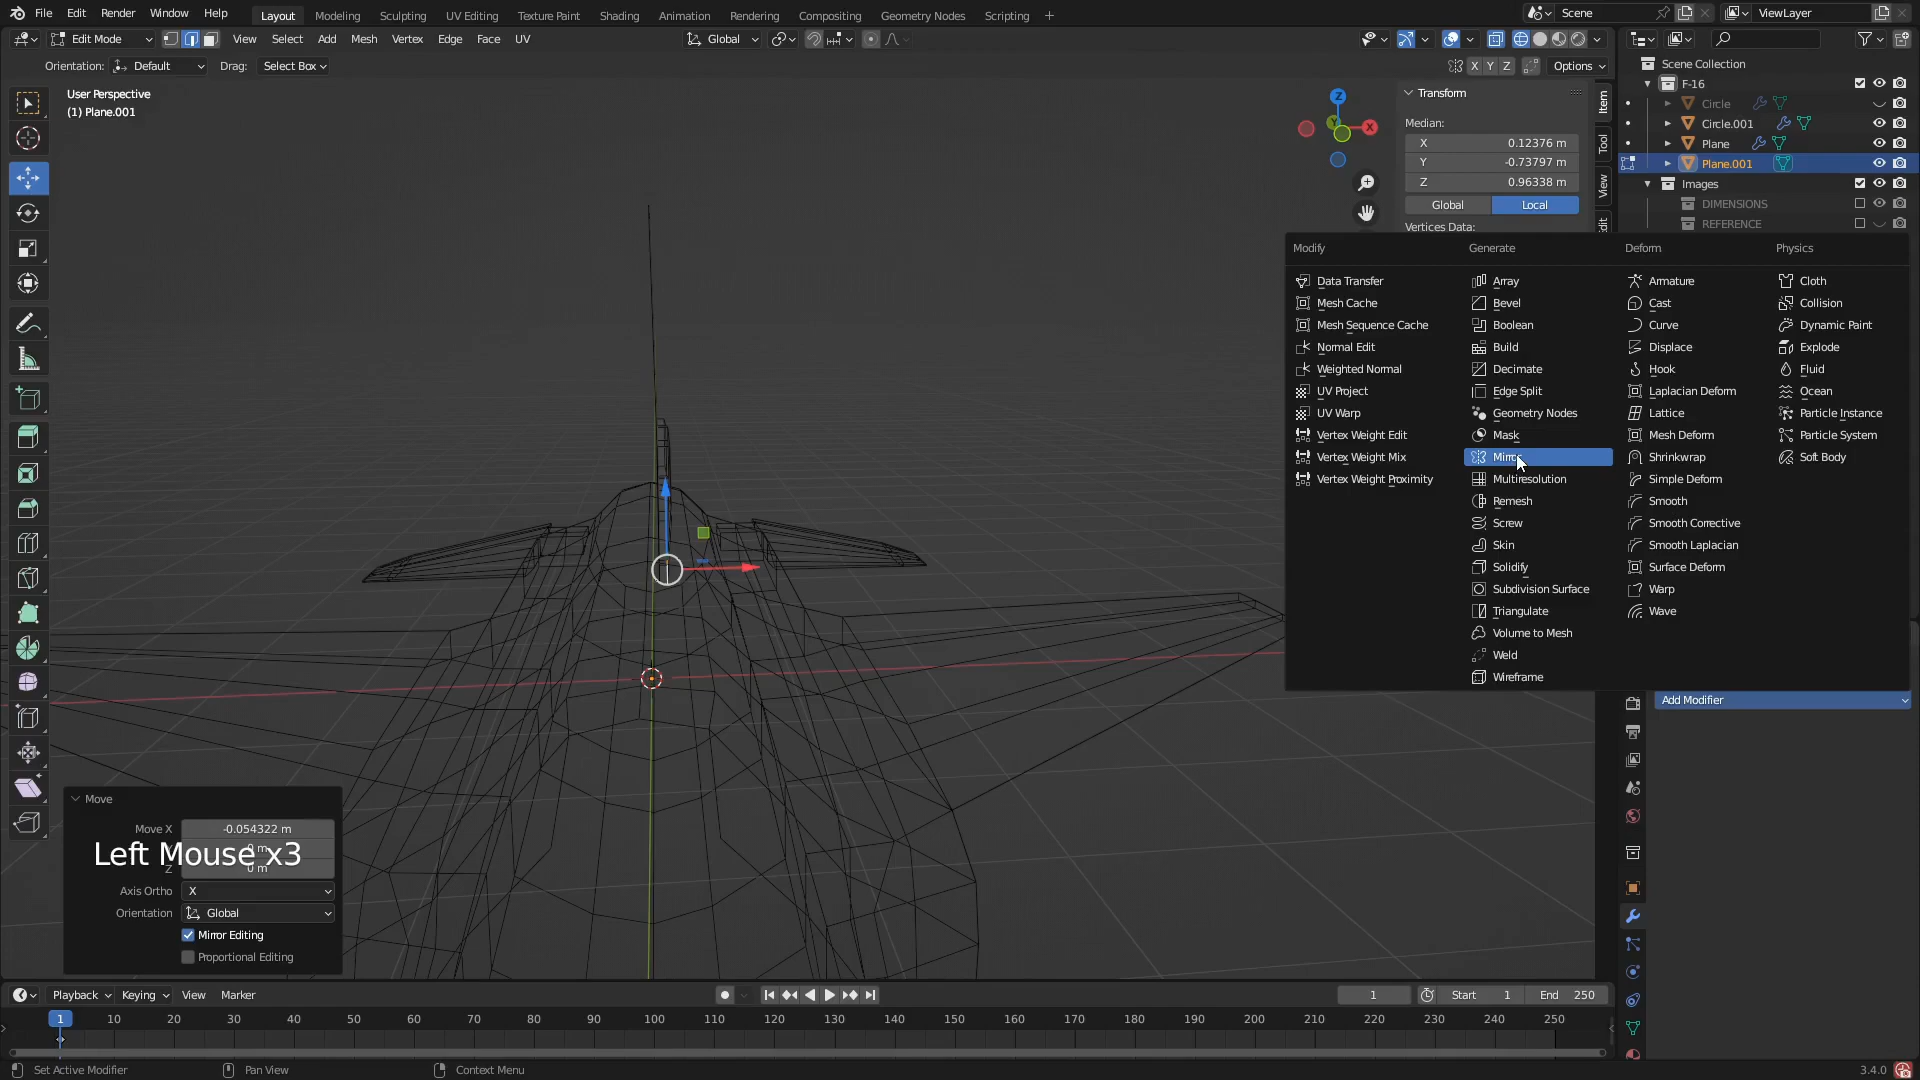 File Edit Render Window Help Layout Modeling Sculpting UV Editing Texture Paint Shading Animation Rendering Compositing Geometry Nodes Scripting + Scene ViewLayer
Edit Mode View Select Add Mesh Vertex Edge Face UV Global
Orientation: Default Drag: Select Box X Y Z Options
User Perspective
(1) Plane.001
Z
X
Transform
Median:
X 0.12376 m
Y -0.73797 m
Z 0.96338 m
Global Local
Vertices Data:
Item
Tool
View
Scene Collection
F-16
Circle
Circle.001
Plane
Plane.001
Images
DIMENSIONS
REFERENCE
Modify Generate Deform Physics
Data Transfer Array Armature Cloth
Mesh Cache Bevel Cast Collision
Mesh Sequence Cache Boolean Curve Dynamic Paint
Normal Edit Build Displace Explode
Weighted Normal Decimate Hook Fluid
UV Project Edge Split Laplacian Deform Ocean
UV Warp Geometry Nodes Lattice Particle Instance
Vertex Weight Edit Mask Mesh Deform Particle System
Vertex Weight Mix Mirror Shrinkwrap Soft Body
Vertex Weight Proximity Multiresolution Simple Deform
Remesh Smooth
Screw Smooth Corrective
Skin Smooth Laplacian
Solidify Surface Deform
Subdivision Surface Warp
Triangulate Wave
Volume to Mesh
Weld
Wireframe
Add Modifier
Move
Move X -0.054322 m
0 m
Left Mouse x3
Z 0 m
Axis Ortho X
Orientation Global
Mirror Editing
Proportional Editing
Playback Keying View Marker 1 Start 1 End 250
1 10 20 30 40 50 60 70 80 90 100 110 120 130 140 150 160 170 180 190 200 210 220 230 240 250
Set Active Modifier Pan View Context Menu 3.4.0